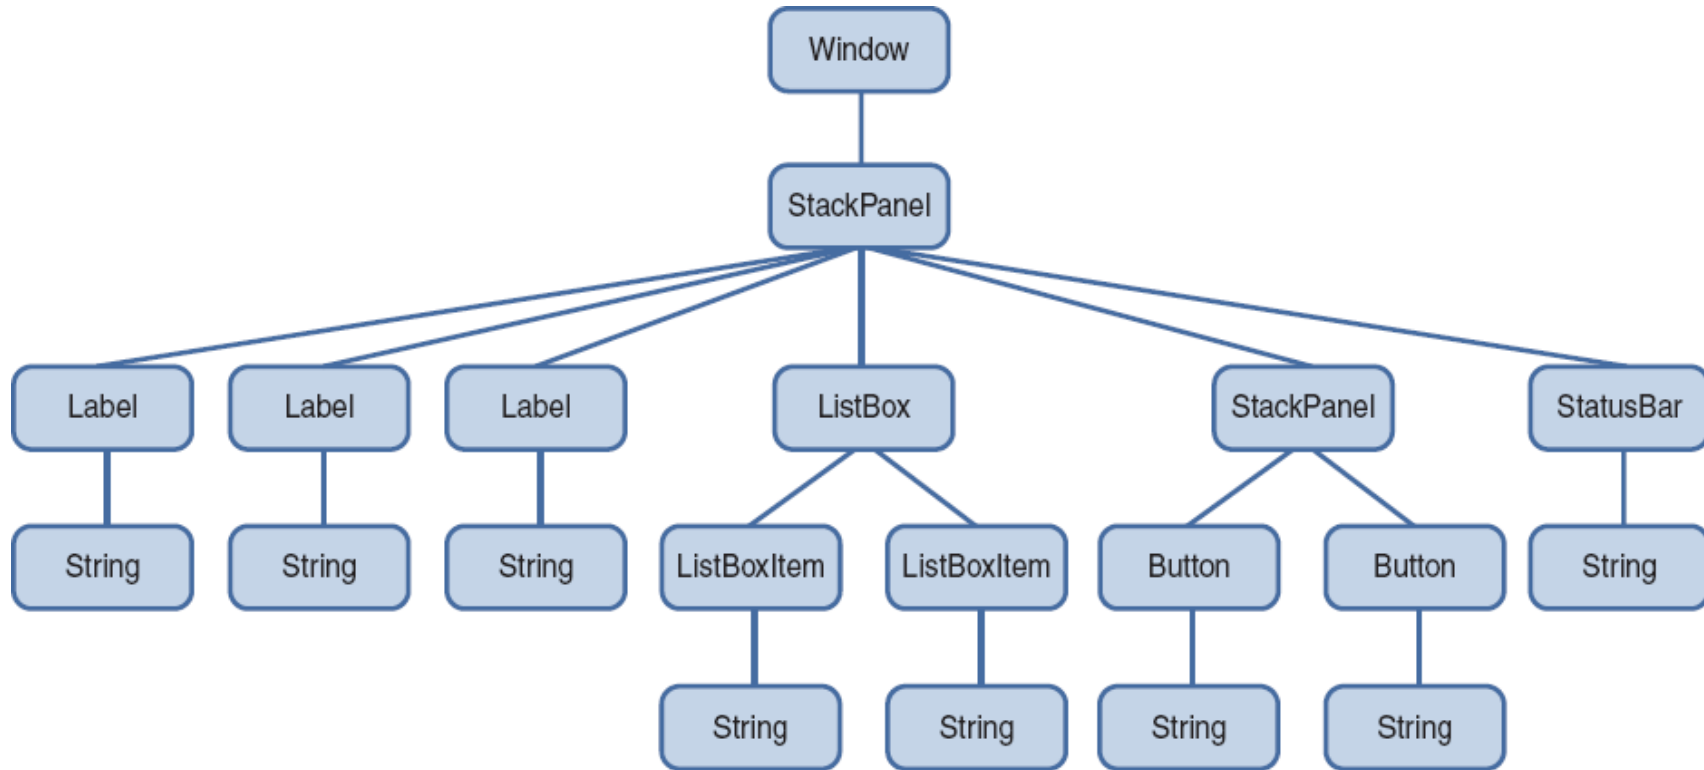 Window
StackPanel
Label
Label
Label
ListBox
StackPanel
StatusBar
String
String
String
ListBoxItem
ListBoxItem
Button
Button
String
String
String
String
String